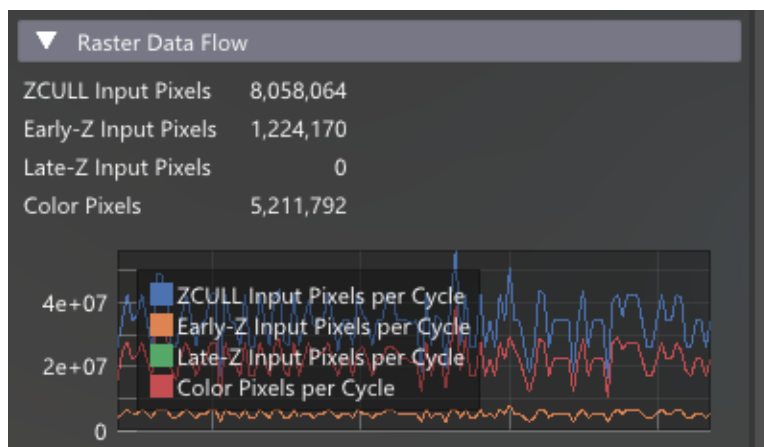 Raster Data Flow
ZCULL Input Pixels 8,058,064
Early-Z Input Pixels 1,224,170
Late-Z Input Pixels 0
Color Pixels 5,211,792
4e+07
2e+07
0
ZCULL Input Pixels per Cycle
Early-Z Input Pixels per Cycle
Late-Z Input Pixels per Cycle
Color Pixels per Cycle